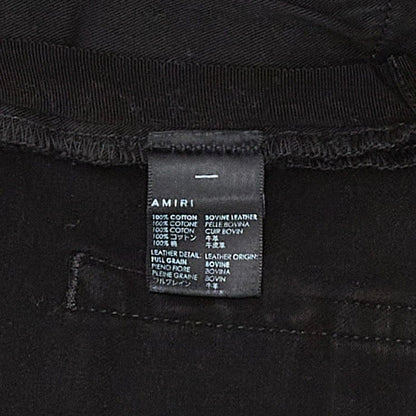 AMIRI
100% COTTON BOVINE LEATHER
100% COTONE PELLE BOVINA
100% COTONNE CUIR BOVIN
100% コットン 牛革
100% 棉 牛皮革
LEATHER DETAIL: LEATHER ORIGIN:
FULL GRAIN BOVINE
PIENO FIORE BOVINA
PLEINE GRAINE BOVIN
フルグレイン 牛革